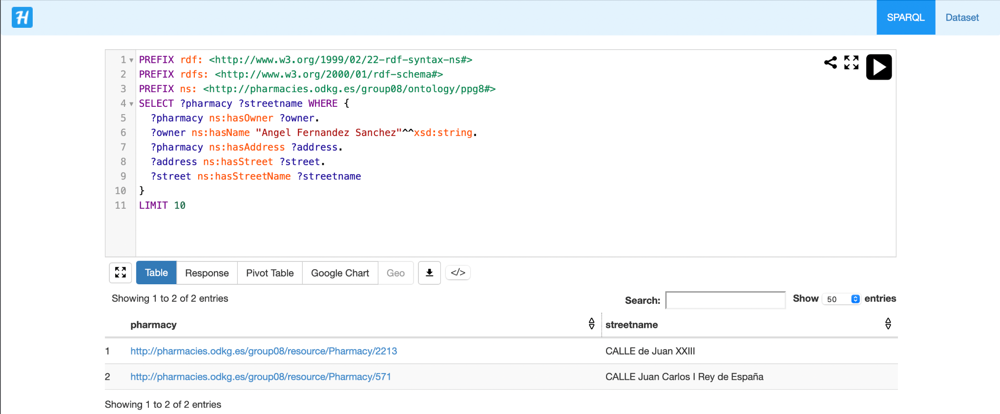 H
SPARQL
Dataset
1 PREFIX rdf: <http://www.w3.org/1999/02/22-rdf-syntax-ns#>
2 PREFIX rdfs: <http://www.w3.org/2000/01/rdf-schema#>
3 PREFIX ns: <http://pharmacies.odkg.es/group08/ontology/ppg8#>
4 SELECT ?pharmacy ?streetname WHERE {
5 ?pharmacy ns:hasOwner ?owner.
6 ?owner ns:hasName "Angel Fernandez Sanchez"^^xsd:string.
7 ?pharmacy ns:hasAddress ?address.
8 ?address ns:hasStreet ?street.
9 ?street ns:hasStreetName ?streetname
10 }
11 LIMIT 10
Table Response Pivot Table Google Chart Geo </>
Showing 1 to 2 of 2 entries
Search: Show 50 entries
pharmacy streetname
1 http://pharmacies.odkg.es/group08/resource/Pharmacy/2213 CALLE de Juan XXIII
2 http://pharmacies.odkg.es/group08/resource/Pharmacy/571 CALLE Juan Carlos I Rey de España
Showing 1 to 2 of 2 entries